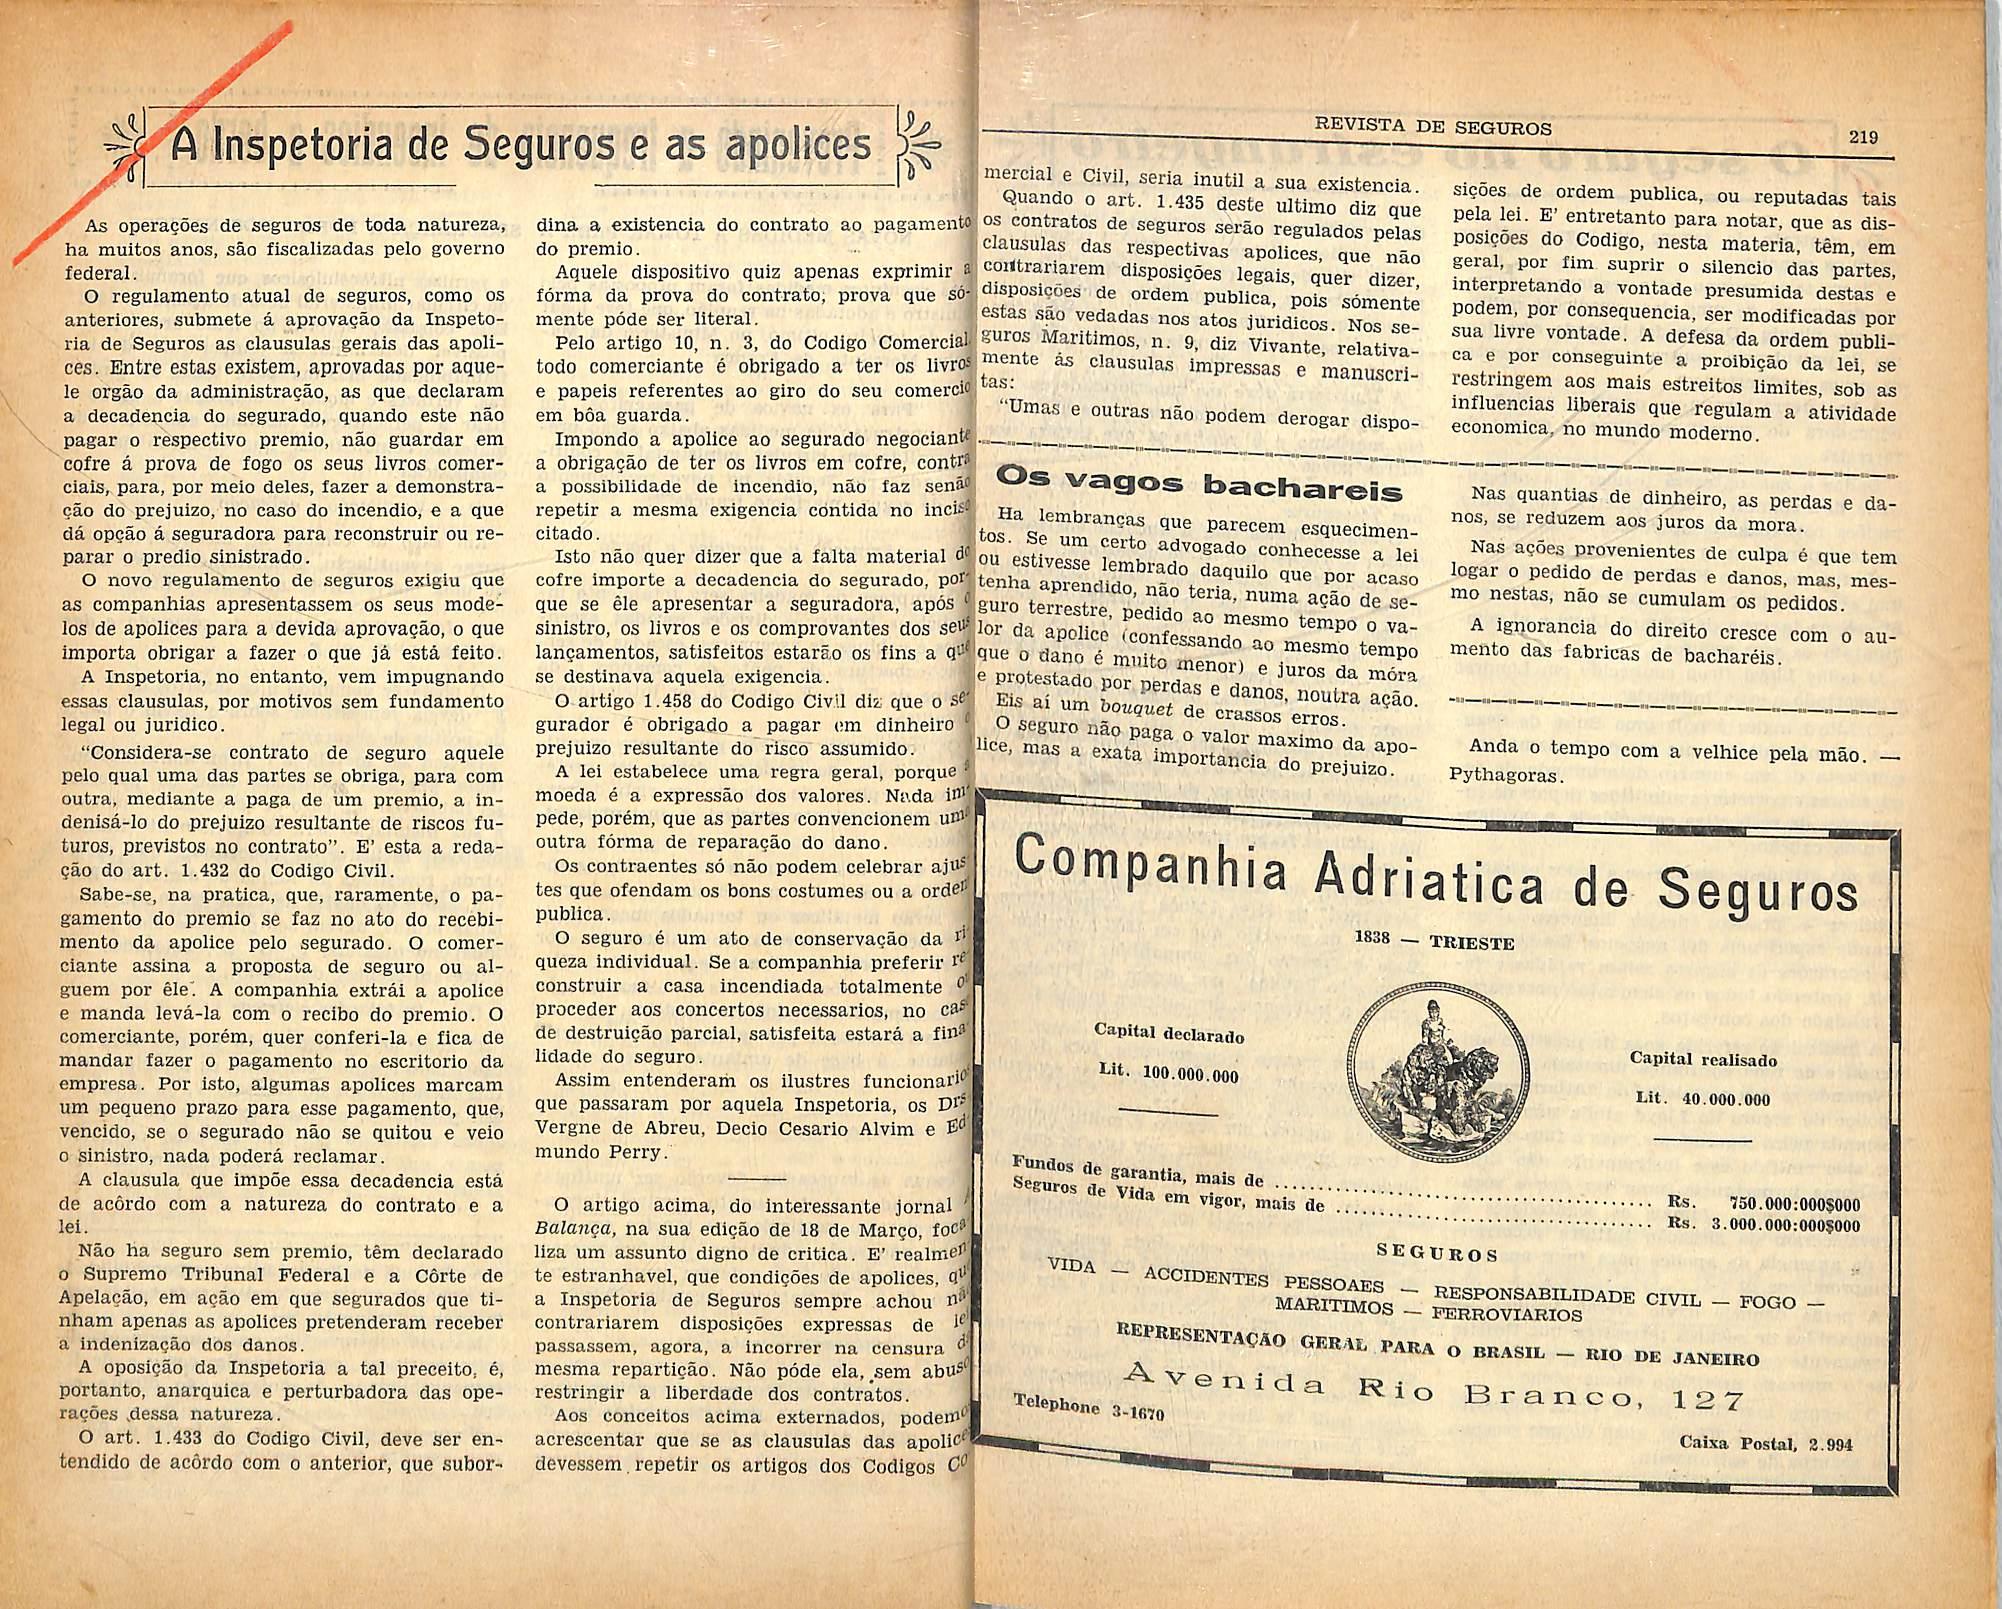 A Inspetoria de Seguros e as apolices
As operações de seguros de toda natureza,
ha muitos anos, são fiscalizadas pelo governo
federal.
O regulamento atual de seguros, como os
anteriores, submete á aprovação da Inspeto-
ria de Seguros as clausulas gerais das apoli-
ces. Entre estas existem, aprovadas por aque-
le orgão da administração, as que declaram
a decadencia do segurado, quando este não
pagar o respectivo premio, não guardar em
cofre á prova de fogo os seus livros comer-
ciais, para, por meio deles, fazer a demonstra-
ção do prejuizo, no caso do incendio, e a que
dá opção á seguradora para reconstruir ou re-
parar o predio sinistrado.
O novo regulamento de seguros exigiu que
as companhias apresentassem os seus mode-
los de apolices para a devida aprovação, o que
importa obrigar a fazer o que já está feito.
A Inspetoria, no entanto, vem impugnando
essas clausulas, por motivos sem fundamento
legal ou juridico.
“Considera-se contrato de seguro aquele
pelo qual uma das partes se obriga, para com
outra, mediante a paga de um premio, a in-
denisá-lo do prejuizo resultante de riscos fu-
turos, previstos no contrato”. E' esta a reda-
ção do art. 1.432 do Codigo Civil.
Sabe-se, na pratica, que, raramente, o pa-
gamento do premio se faz no ato do recebi-
mento da apolice pelo segurado. O comer-
ciante assina a proposta de seguro ou al-
guem por êle. A companhia extrái a apolice
e manda levá-la com o recibo do premio. O
comerciante, porém, quer conferi-la e fica de
mandar fazer o pagamento no escritorio da
empresa. Por isto, algumas apolices marcam
um pequeno prazo para esse pagamento, que,
vencido, se o segurado não se quitou e veio
o sinistro, nada poderá reclamar.
A clausula que impõe essa decadencia está
de acôrdo com a natureza do contrato e a
lei.
Não ha seguro sem premio, têm declarado
o Supremo Tribunal Federal e a Côrte de
Apelação, em ação em que segurados que ti-
nham apenas as apolices pretenderam receber
a indenização dos danos.
A oposição da Inspetoria a tal preceito, é,
portanto, anarquica e perturbadora das ope-
rações dessa natureza.
O art. 1.433 do Codigo Civil, deve ser en-
tendido de acôrdo com o anterior, que subor-
dina a existencia do contrato ao pagamento
do premio.
Aquele dispositivo quiz apenas exprimir a
fórma da prova do contrato, prova que só-
mente póde ser literal.
Pelo artigo 10, n. 3, do Codigo Comercial
todo comerciante é obrigado a ter os livros
e papeis referentes ao giro do seu comercio
em bôa guarda.
Impondo a apolice ao segurado negociante
a obrigação de ter os livros em cofre, contra
a possibilidade de incendio, não faz senão
repetir a mesma exigencia contida no inciso
citado.
Isto não quer dizer que a falta material do
cofre importe a decadencia do segurado, por-
que se êle apresentar a seguradora, após o
sinistro, os livros e os comprovantes dos seus
lançamentos, satisfeitos estarão os fins a que
se destinava aquela exigencia.
O artigo 1.458 do Codigo Civil diz que o se-
gurador é obrigado a pagar em dinheiro o
prejuizo resultante do risco assumido.
A lei estabelece uma regra geral, porque a
moeda é a expressão dos valores. Nada im-
pede, porém, que as partes convencionem uma
outra fórma de reparação do dano.
Os contraentes só não podem celebrar ajus-
tes que ofendam os bons costumes ou a ordem
publica.
O seguro é um ato de conservação da ri-
queza individual. Se a companhia preferir re-
construir a casa incendiada totalmente ou
proceder aos concertos necessarios, no caso
de destruição parcial, satisfeita estará a fina-
lidade do seguro.
Assim entenderam os ilustres funcionarios
que passaram por aquela Inspetoria, os Drs
Vergne de Abreu, Decio Cesario Alvim e Ed-
mundo Perry.
O artigo acima, do interessante jornal A
Balança, na sua edição de 18 de Março, foca-
liza um assunto digno de critica. E' realmen-
te estranhavel, que condições de apolices, que
a Inspetoria de Seguros sempre achou não
contrariarem disposições expressas de lei
passassem, agora, a incorrer na censura da
mesma repartição. Não póde ela, sem abuso
restringir a liberdade dos contratos.
Aos conceitos acima externados, podemos
acrescentar que se as clausulas das apolices
devessem repetir os artigos dos Codigos Co-
REVISTA DE SEGUROS
219
mercial e Civil, seria inutil a sua existencia.
Quando o art. 1.435 deste ultimo diz que
os contratos de seguros serão regulados pelas
clausulas das respectivas apolices, que não
contrariarem disposições legais, quer dizer,
disposições de ordem publica, pois sómente
estas são vedadas nos atos juridicos. Nos se-
guros Maritimos, n. 9, diz Vivante, relativa-
mente ás clausulas impressas e manuscri-
tas:
“Umas e outras não podem derogar dispo-
sições de ordem publica, ou reputadas tais
pela lei. E' entretanto para notar, que as dis-
posições do Codigo, nesta materia, têm, em
geral, por fim suprir o silencio das partes,
interpretando a vontade presumida destas e
podem, por consequencia, ser modificadas por
sua livre vontade. A defesa da ordem publi-
ca e por conseguinte a proibição da lei, se
restringem aos mais estreitos limites, sob as
influencias liberais que regulam a atividade
economica, no mundo moderno.
Os vagos bachareis
Ha lembranças que parecem esquecimen-
tos. Se um certo advogado conhecesse a lei
ou estivesse lembrado daquilo que por acaso
tenha aprendido, não teria, numa ação de se-
guro terrestre, pedido ao mesmo tempo o va-
lor da apolice (confessando ao mesmo tempo
que o dano é muito menor) e juros da móra
e protestado por perdas e danos, noutra ação.
Eis aí um bouquet de crassos erros.
O seguro não paga o valor maximo da apo-
lice, mas a exata importancia do prejuizo.
Nas quantias de dinheiro, as perdas e da-
nos, se reduzem aos juros da mora.
Nas ações provenientes de culpa é que tem
logar o pedido de perdas e danos, mas, mes-
mo nestas, não se cumulam os pedidos.
A ignorancia do direito cresce com o au-
mento das fabricas de bacharéis.
Anda o tempo com a velhice pela mão. —
Pythagoras.
Companhia Adriatica de Seguros
1838 — TRIESTE
Capital declarado
Lit. 100.000.000
Capital realisado
Lit. 40.000.000
Fundos de garantia, mais de ........ Rs. 750.000:000$000
Seguros de Vida em vigor, mais de ........ Rs. 3.000.000:000$000
SEGUROS
VIDA — ACCIDENTES PESSOAES — RESPONSABILIDADE CIVIL — FOGO —
MARITIMOS — FERROVIARIOS
REPRESENTAÇÃO GERAL PARA O BRASIL — RIO DE JANEIRO
Avenida Rio Branco, 127
Telephone 3-1670
Caixa Postal, 2.994